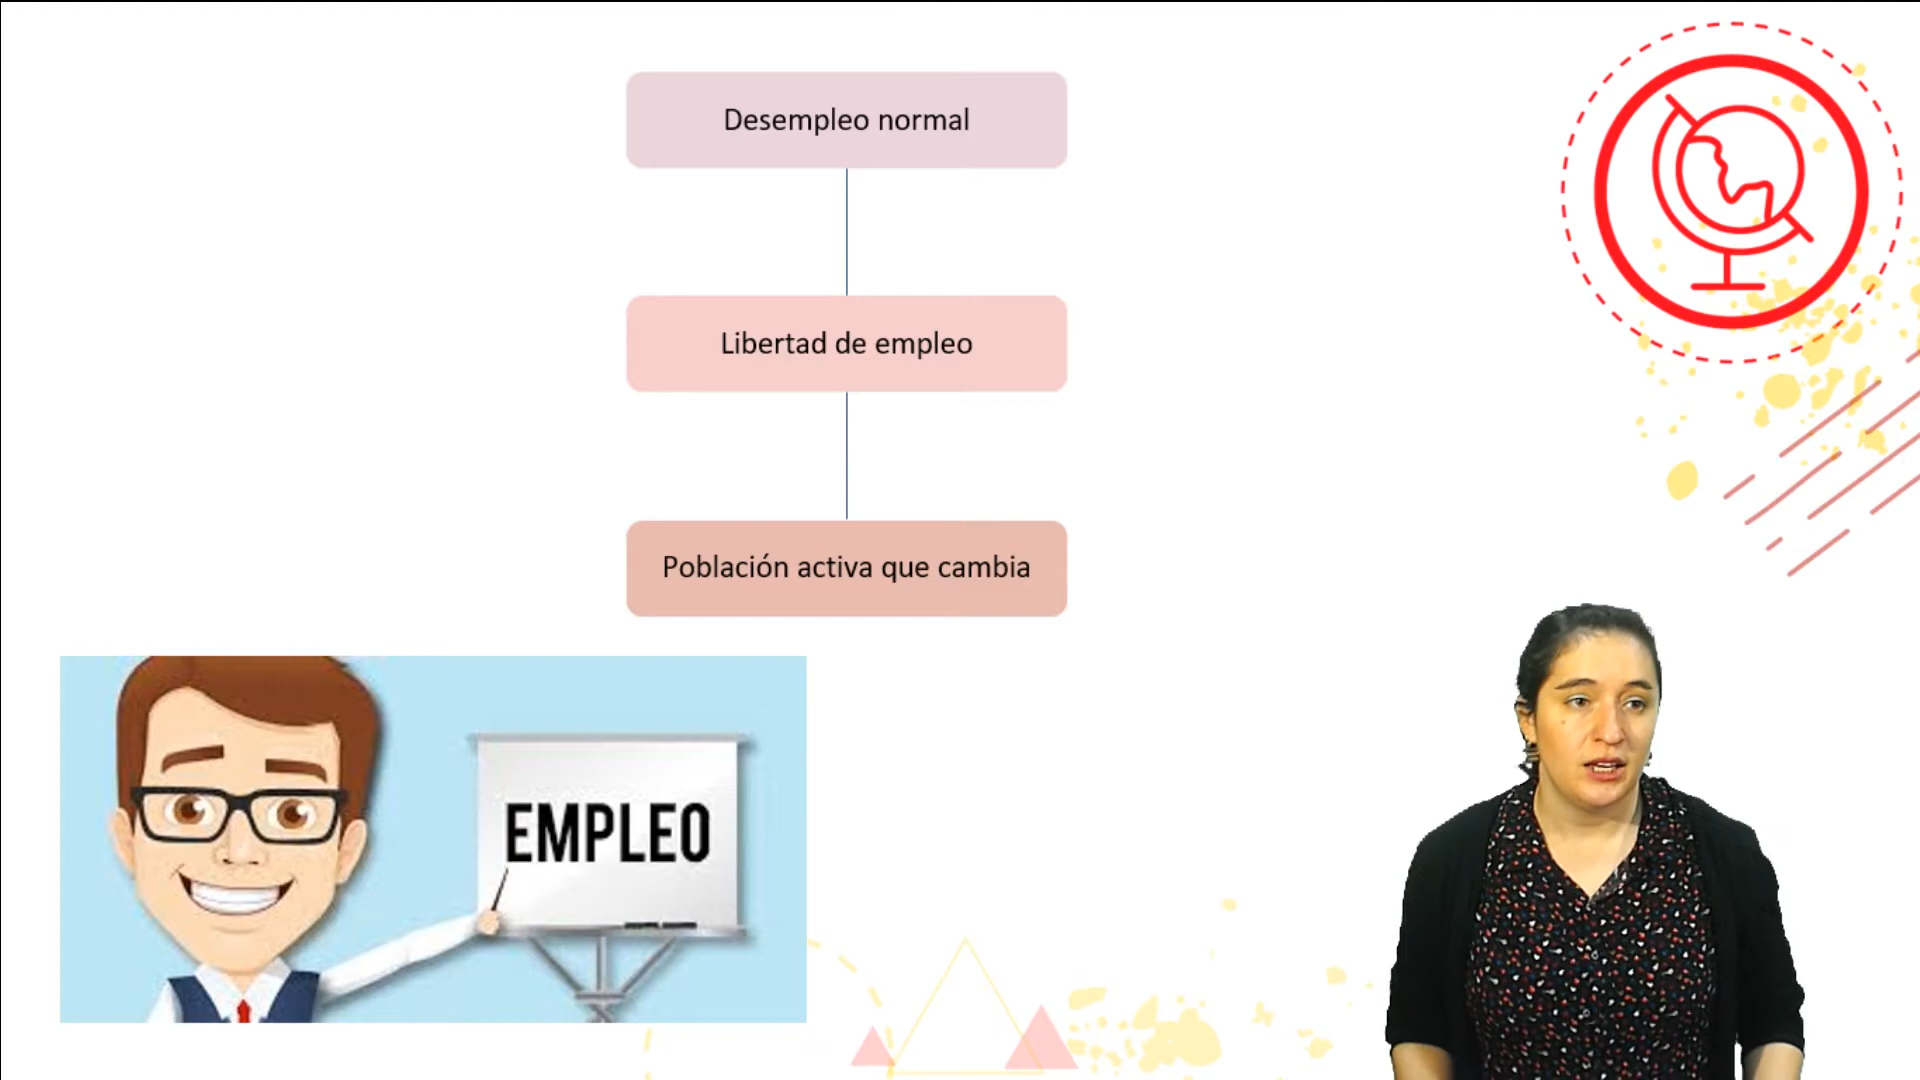 Desempleo normal
Libertad de empleo
Población activa que cambia
EMPLEO